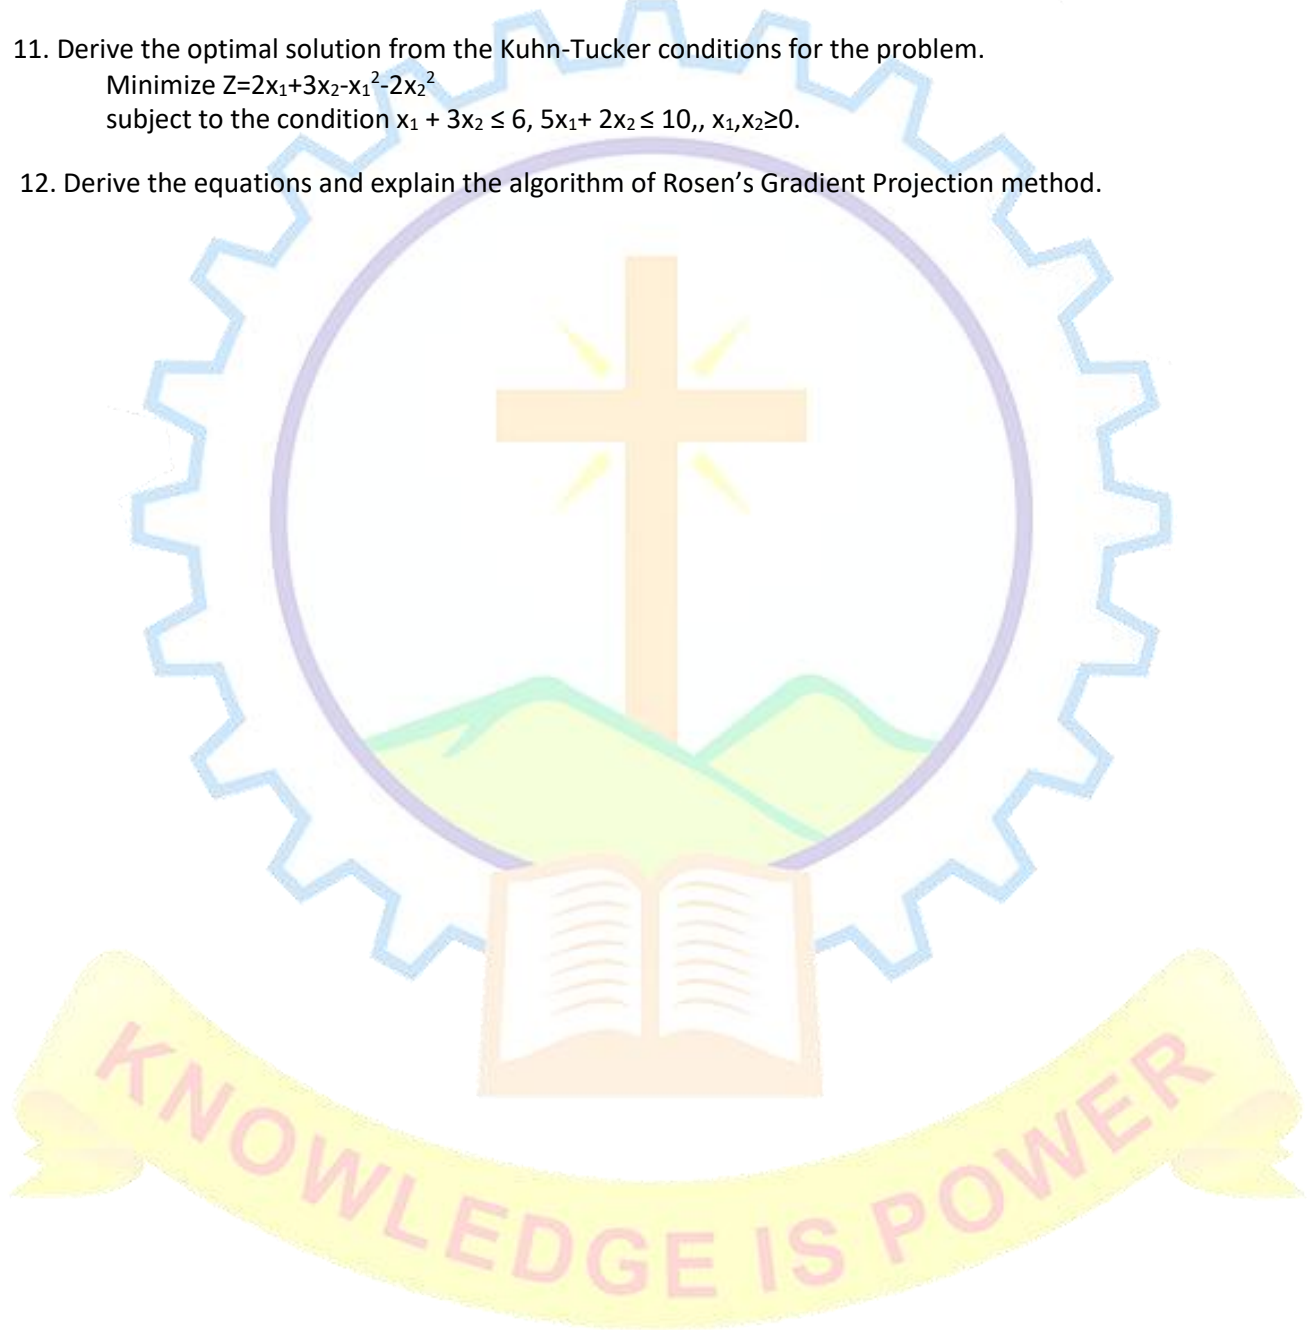 11. Derive the optimal solution from the Kuhn-Tucker conditions for the problem.
Minimize Z=2x₁+3x₂-x₁²-2x₂²
subject to the condition x₁ + 3x₂ ≤ 6, 5x₁+ 2x₂ ≤ 10,, x₁,x₂≥0.
12. Derive the equations and explain the algorithm of Rosen’s Gradient Projection method.
KNOWLEDGE IS POWER